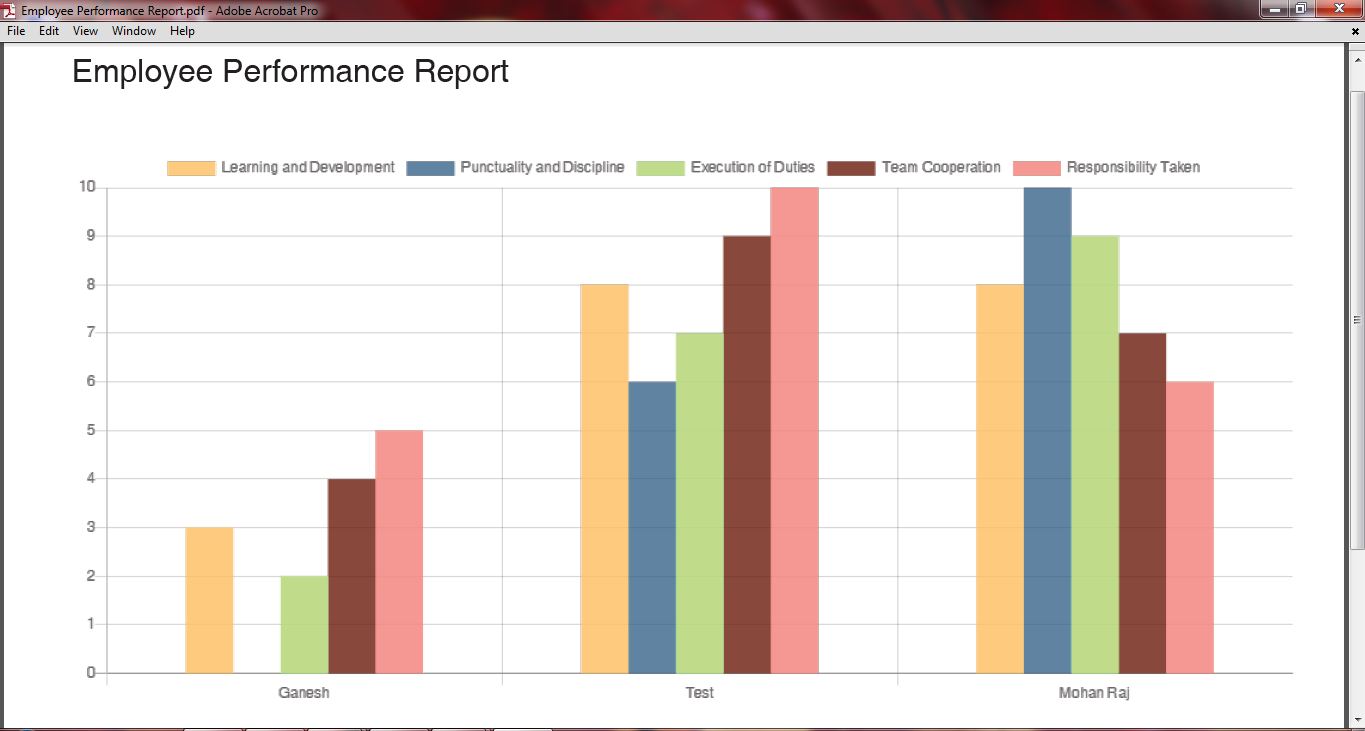 Employee Performance Report.pdf - Adobe Acrobat Pro
File Edit View Window Help
Employee Performance Report
Learning and Development Punctuality and Discipline Execution of Duties Team Cooperation Responsibility Taken
10
9
8
7
6
5
4
3
2
1
0
Ganesh Test Mohan Raj